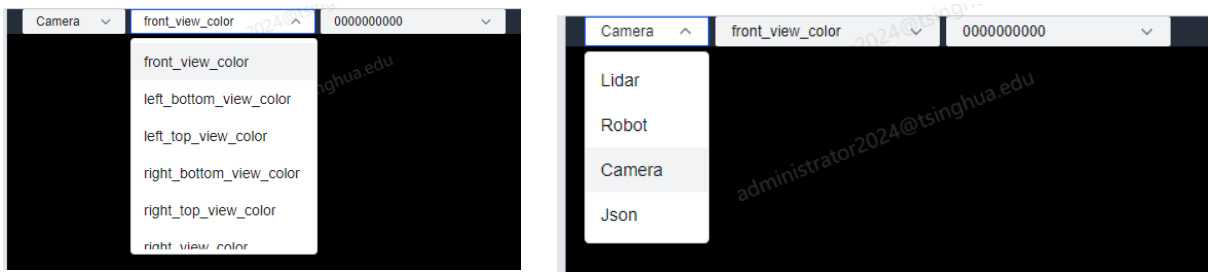 Camera front_view_color 0000000000
front_view_color
left_bottom_view_color
left_top_view_color
right_bottom_view_color
right_top_view_color
right_view_color
Camera front_view_color 0000000000
Lidar
Robot
Camera
Json
administrator2024@tsinghua.edu